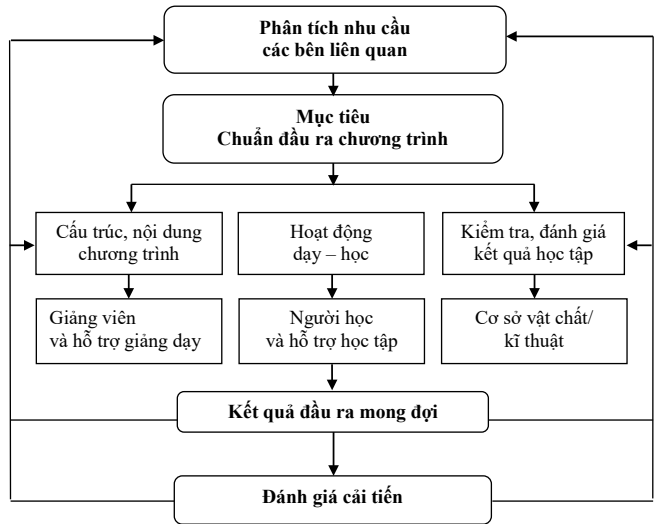 Phân tích nhu cầu
các bên liên quan
Mục tiêu
Chuẩn đầu ra chương trình
Cấu trúc, nội dung
chương trình
Hoạt động
dạy – học
Kiểm tra, đánh giá
kết quả học tập
Giảng viên
và hỗ trợ giảng dạy
Người học
và hỗ trợ học tập
Cơ sở vật chất/
kĩ thuật
Kết quả đầu ra mong đợi
Đánh giá cải tiến